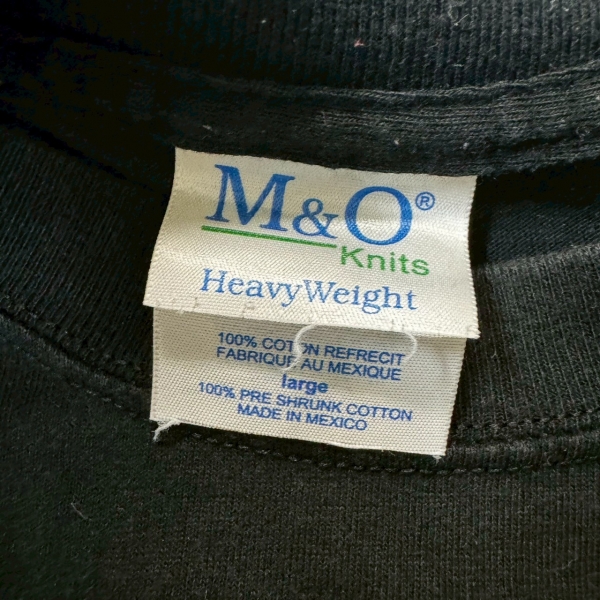 M&O®
Knits
HeavyWeight
100% COTON REFRECIT
FABRIQUE AU MEXIQUE
large
100% PRE SHRUNK COTTON
MADE IN MEXICO